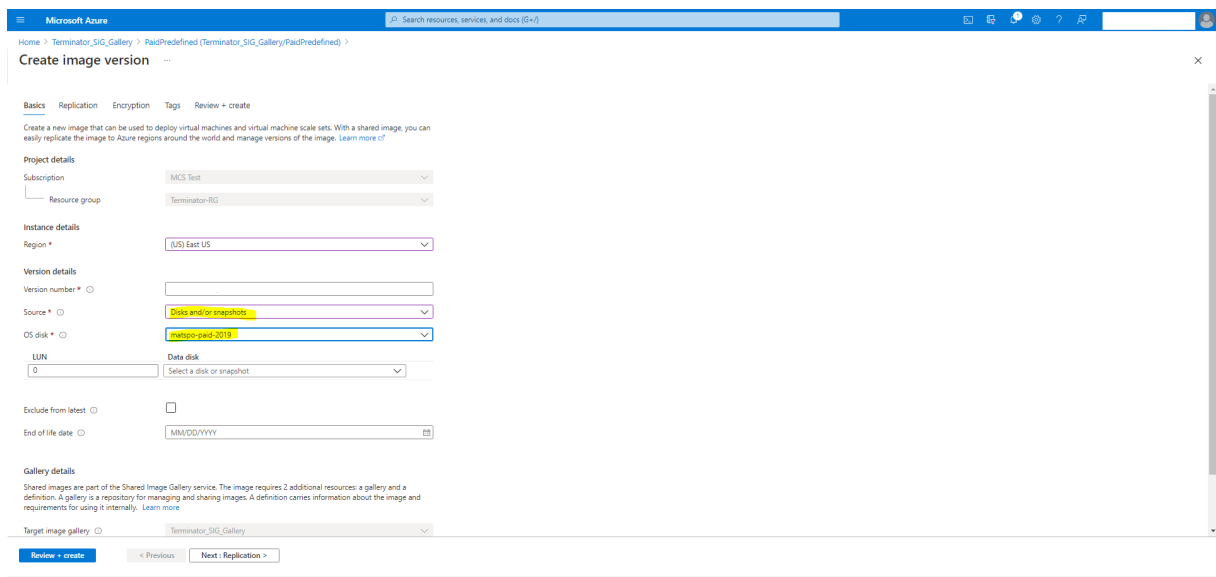 Microsoft Azure
Search resources, services, and docs (G+/)
Home > Terminator_SIG_Gallery > PaidPredefined (Terminator_SIG_Gallery/PaidPredefined) >
Create image version ...
Basics Replication Encryption Tags Review + create
Create a new image that can be used to deploy virtual machines and virtual machine scale sets. With a shared image, you can
easily replicate the image to Azure regions around the world and manage versions of the image. Learn more
Project details
Subscription MCS Test
Resource group Terminator-RG
Instance details
Region * (US) East US
Version details
Version number *
Source * Disks and/or snapshots
OS disk * matspo-paid-2019
LUN Data disk
0 Select a disk or snapshot
Exclude from latest
End of life date MM/DD/YYYY
Gallery details
Shared images are part of the Shared Image Gallery service. The image requires 2 additional resources: a gallery and a
definition. A gallery is a repository for managing and sharing images. A definition carries information about the image and
requirements for using it internally. Learn more
Target image gallery Terminator_SIG_Gallery
Review + create < Previous Next : Replication >